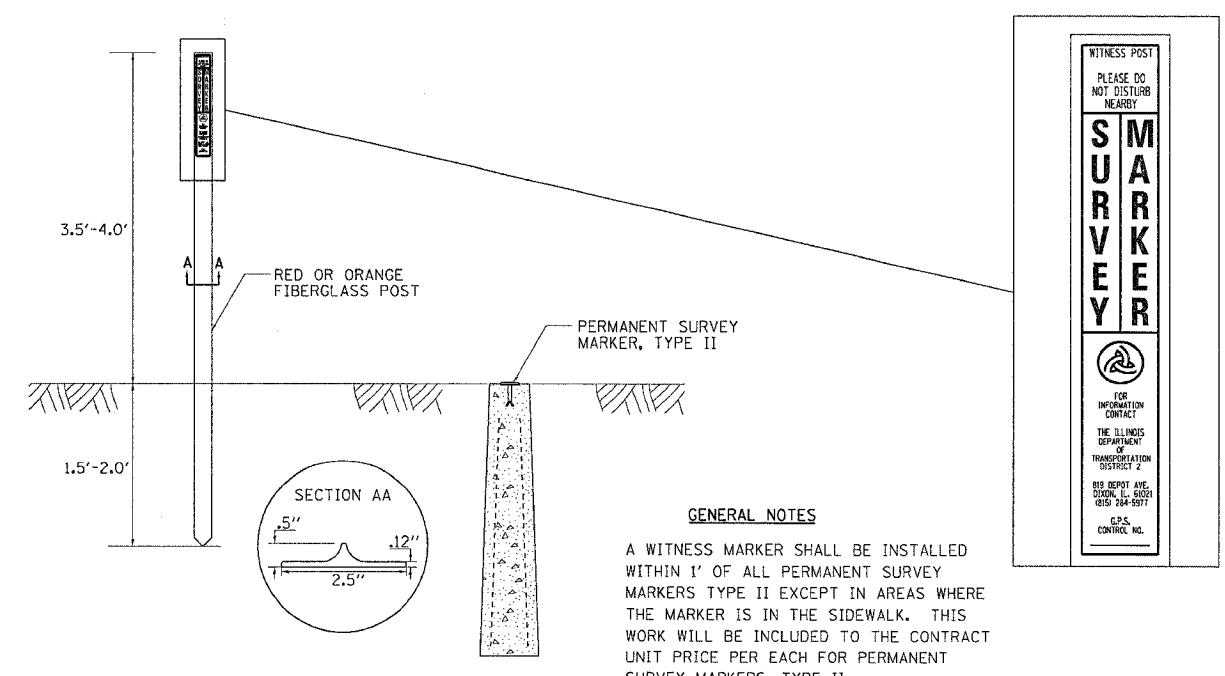 3.5'-4.0'
A A
RED OR ORANGE
FIBERGLASS POST
PERMANENT SURVEY
MARKER, TYPE II
1.5'-2.0'
SECTION AA
.5"
.12"
2.5"
GENERAL NOTES
A WITNESS MARKER SHALL BE INSTALLED
WITHIN 1' OF ALL PERMANENT SURVEY
MARKERS TYPE II EXCEPT IN AREAS WHERE
THE MARKER IS IN THE SIDEWALK. THIS
WORK WILL BE INCLUDED TO THE CONTRACT
UNIT PRICE PER EACH FOR PERMANENT
SURVEY MARKERS, TYPE II
WITNESS POST
PLEASE DO
NOT DISTURB
NEARBY
SURVEY
MARKER
FOR
INFORMATION
CONTACT
THE ILLINOIS
DEPARTMENT
OF
TRANSPORTATION
DISTRICT 2
819 DEPOT AVE.
DIXON, IL. 61021
(815) 284-5977
G.P.S.
CONTROL NO.